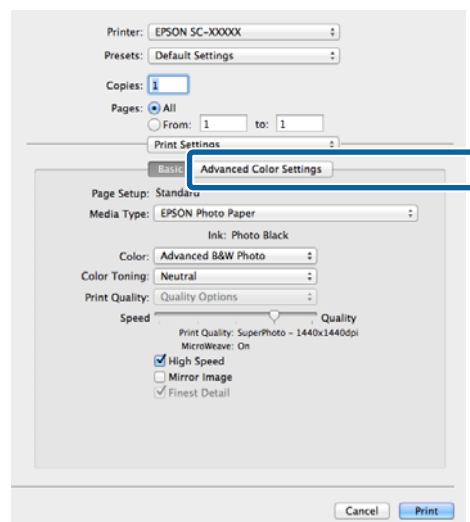 Printer: EPSON SC-XXXXX
Presets: Default Settings
Copies: 1
Pages: All
From: 1 to: 1
Print Settings
Basic Advanced Color Settings
Page Setup: Standard
Media Type: EPSON Photo Paper
Ink: Photo Black
Color: Advanced B&W Photo
Color Toning: Neutral
Print Quality: Quality Options
Speed Quality
Print Quality: SuperPhoto - 1440x1440dpi
MicroWeave: On
High Speed
Mirror Image
Finest Detail
Cancel Print